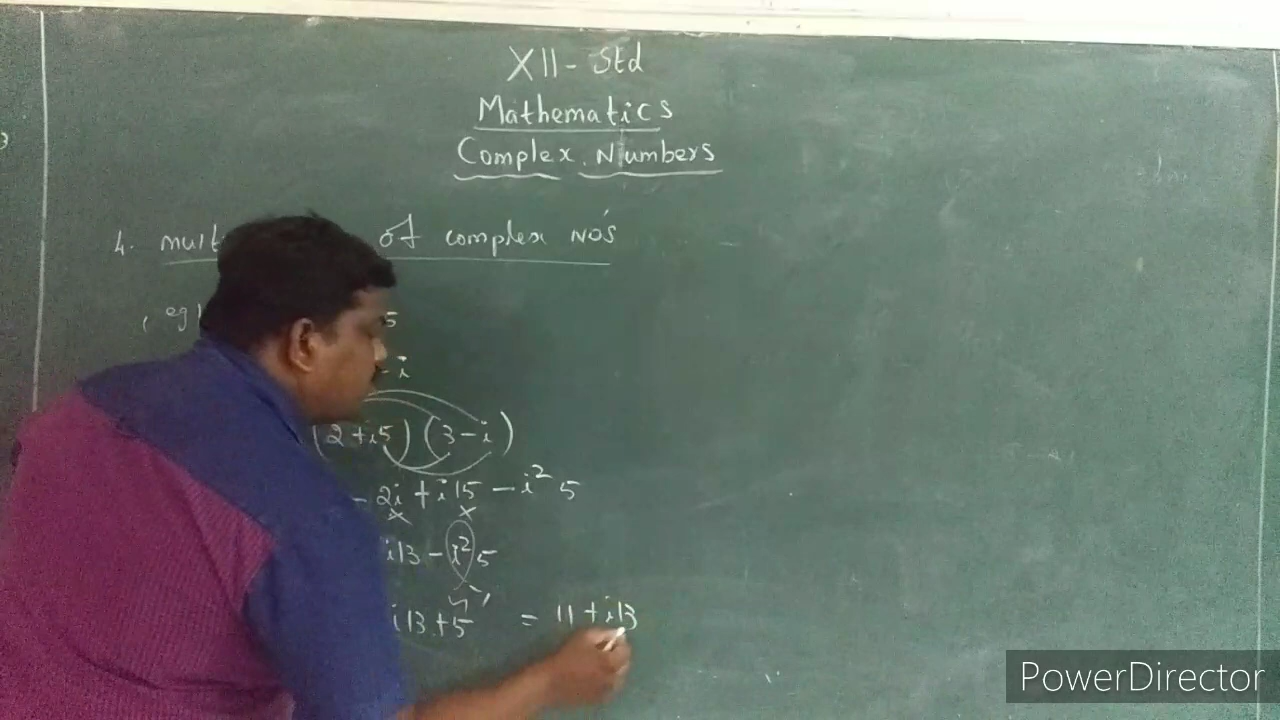 XII - Std
Mathematics
Complex Numbers
4. mult of complex NO's
eg 5
- i
(2 + i5) (3 - i)
- 2i + i15 - i² 5
i13 - i² 5
i13 + 5 = 11 + i13
PowerDirector